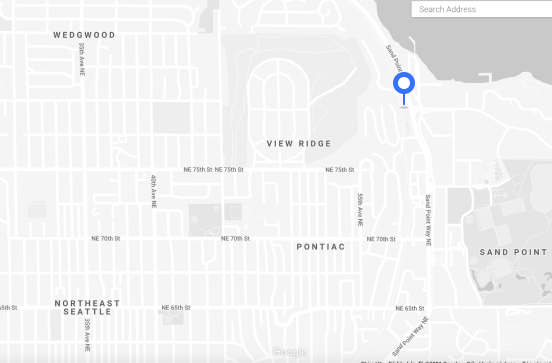 Search Address
WEDGWOOD
35th Ave NE
Sand Point
VIEW RIDGE
NE 75th St NE 75th St
NE 75th St
40th Ave NE
55th Ave NE
Sand Point Way NE
NE 70th St
NE 70th St
NE 70th St
PONTIAC
SAND POINT
NORTHEAST
SEATTLE
65th St
NE 65th St
NE 65th St
35th Ave NE
Sand Point Way NE
Google